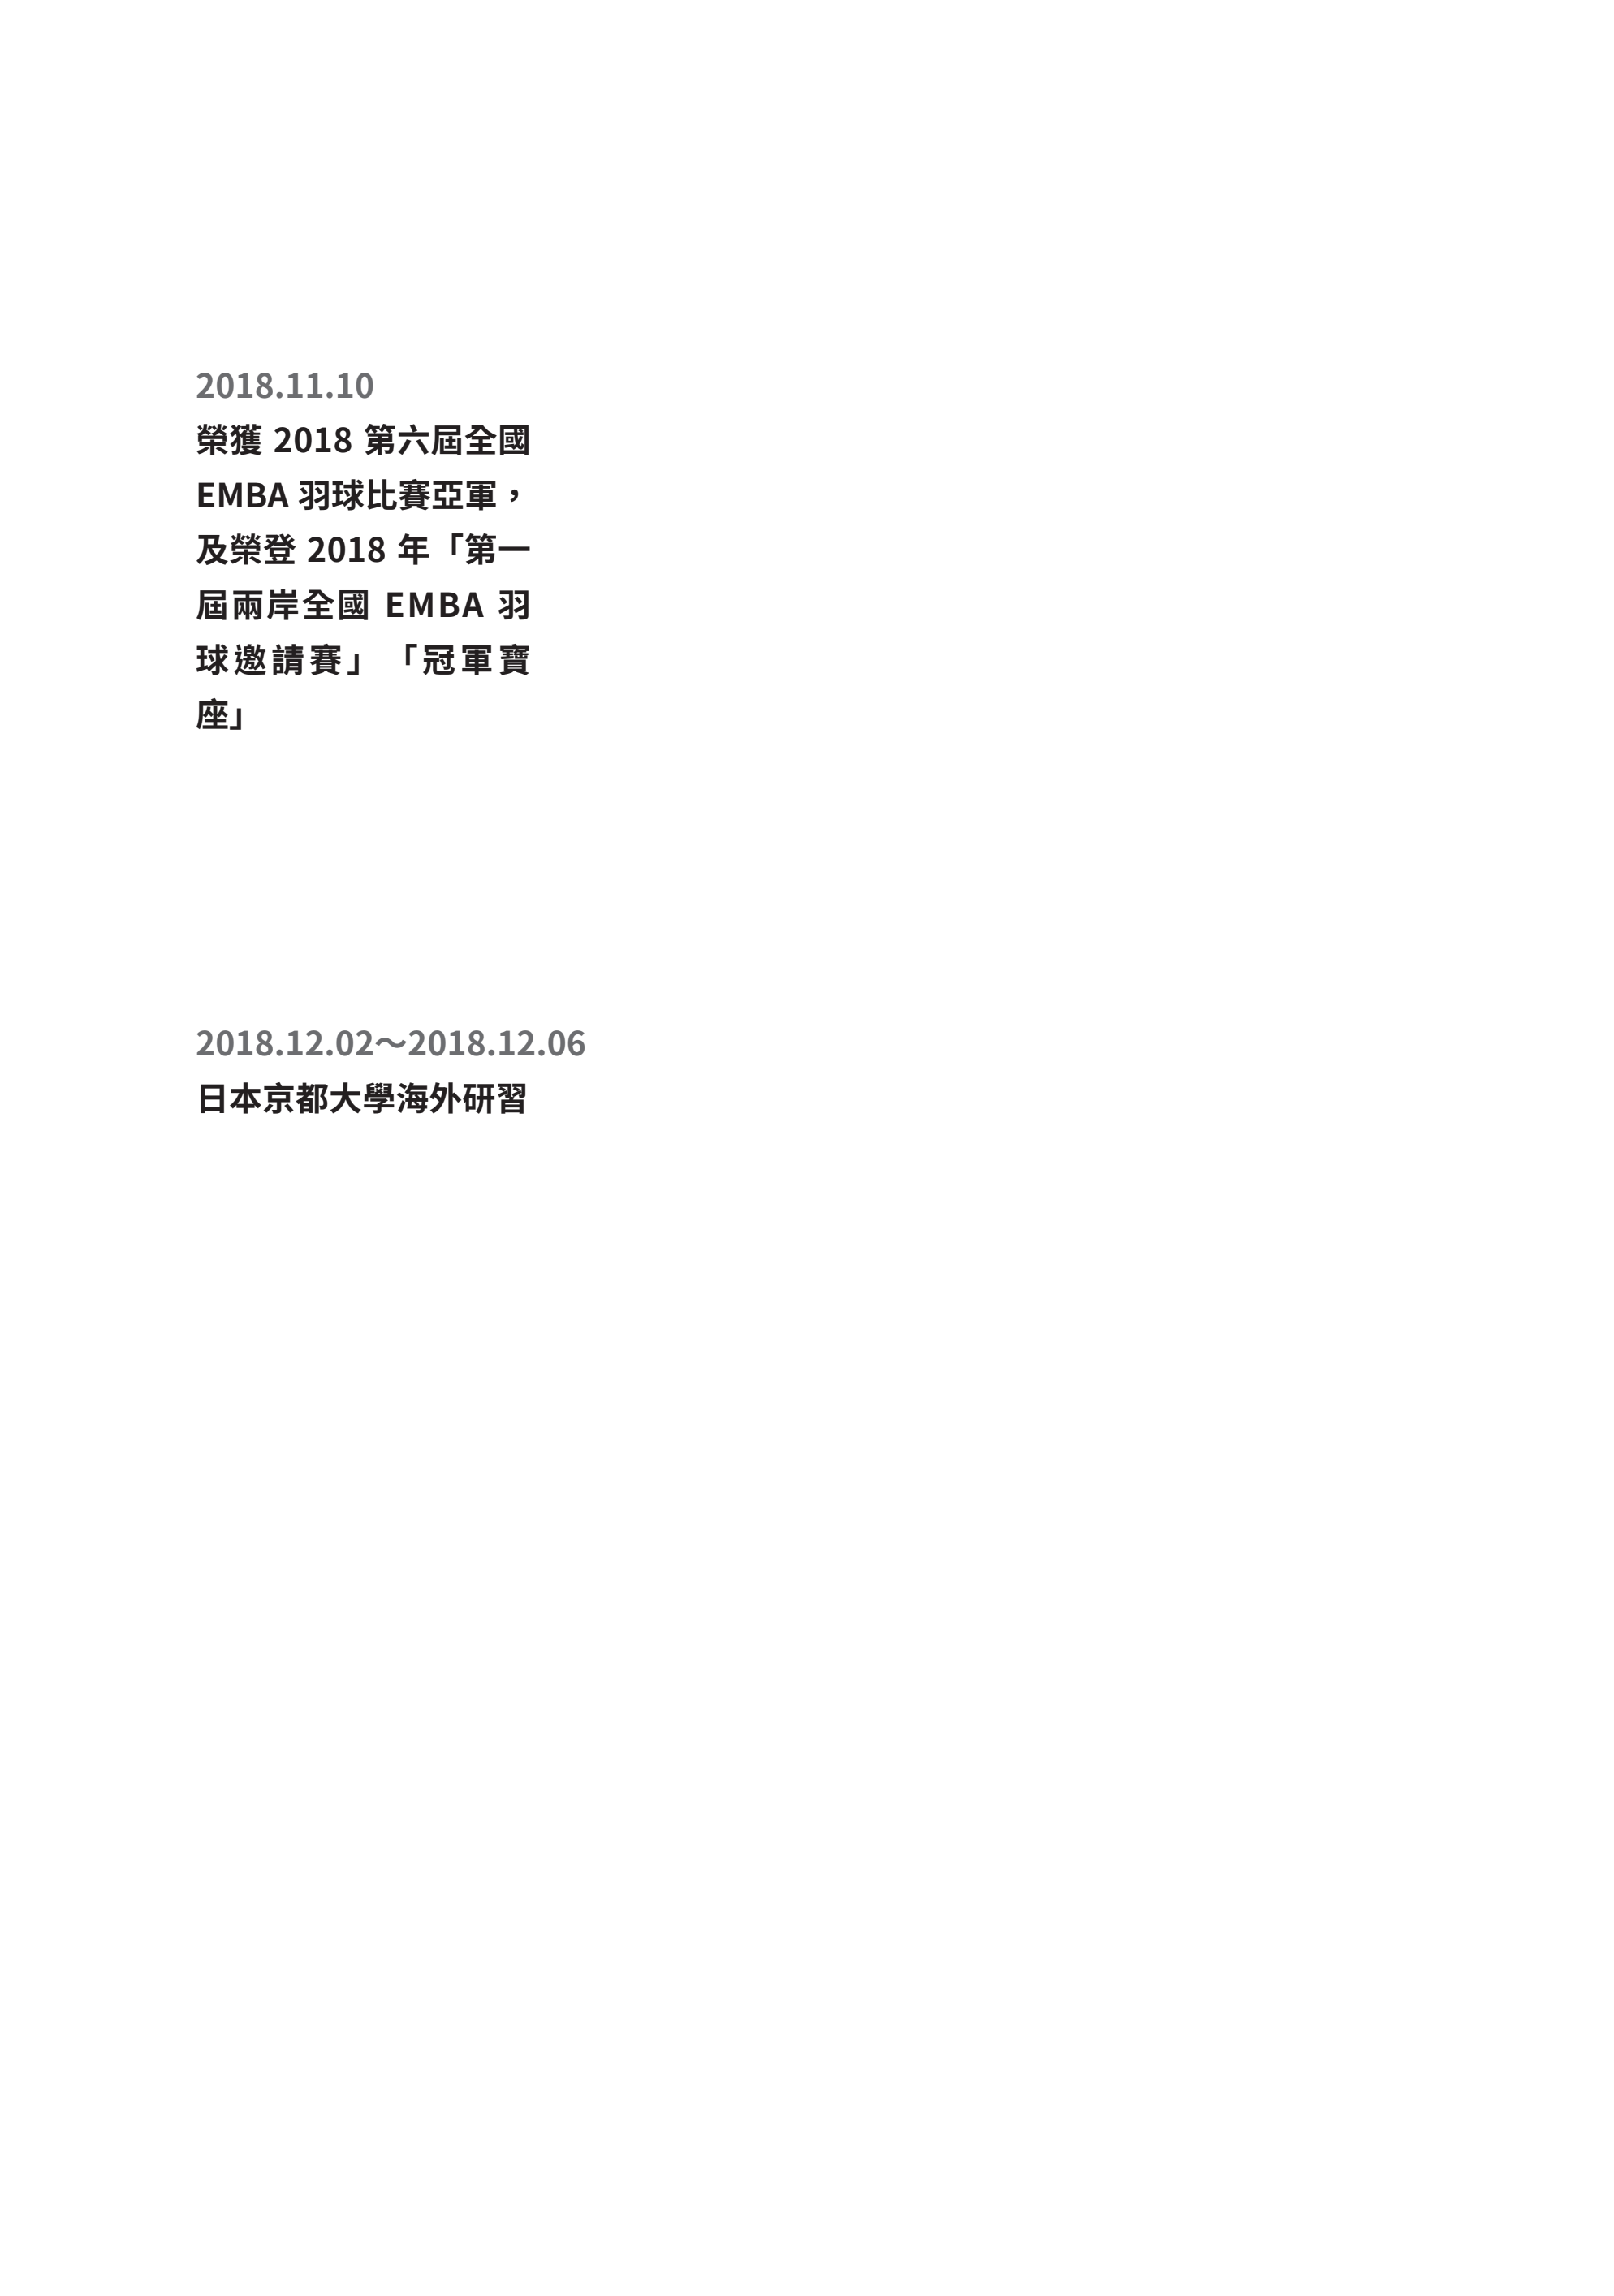 2018.11.10
榮獲 2018 第六屆全國
EMBA 羽球比賽亞軍，
及榮登 2018 年「第一
屆兩岸全國 EMBA 羽
球邀請賽」「冠軍寶
座」
2018.12.02～2018.12.06
日本京都大學海外研習